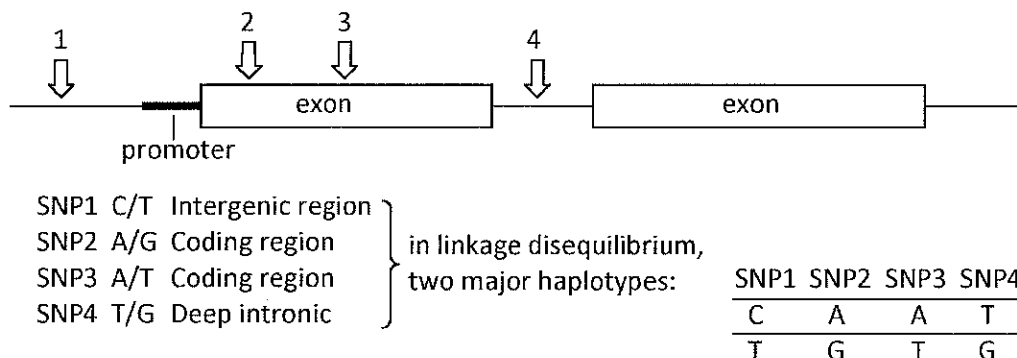 1
2
3
4
exon
exon
promoter
SNP1 C/T Intergenic region
SNP2 A/G Coding region
SNP3 A/T Coding region
SNP4 T/G Deep intronic
in linkage disequilibrium,
two major haplotypes:
SNP1 SNP2 SNP3 SNP4
C A A T
T G T G